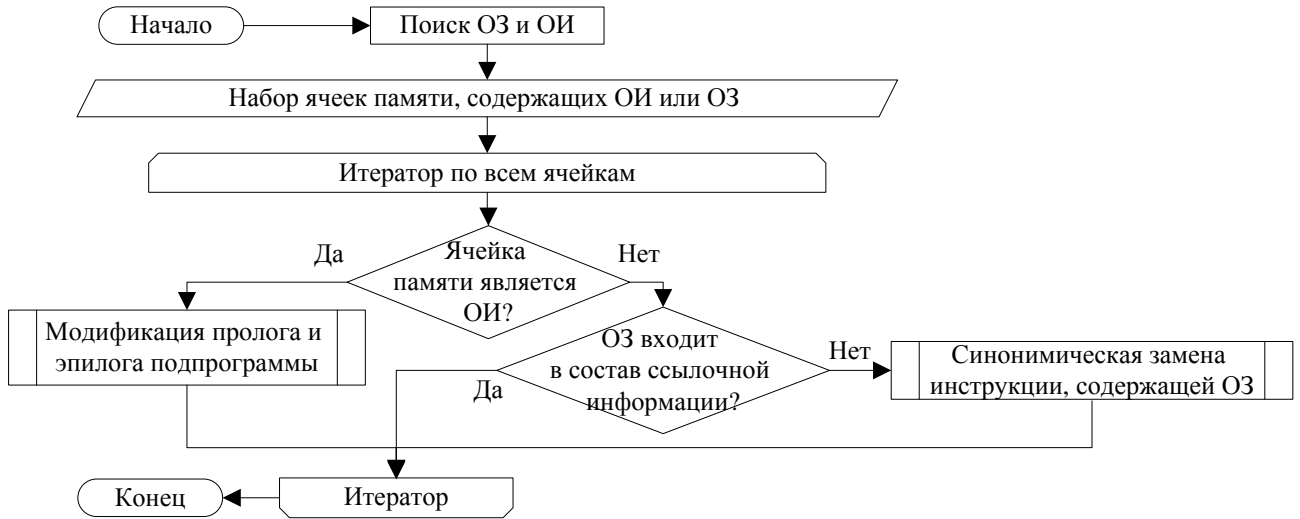 Начало
Поиск ОЗ и ОИ
Набор ячеек памяти, содержащих ОИ или ОЗ
Итератор по всем ячейкам
Да
Ячейка
памяти является
ОИ?
Нет
Модификация пролога и
эпилога подпрограммы
ОЗ входит
в состав ссылочной
информации?
Да
Нет
Синонимическая замена
инструкции, содержащей ОЗ
Конец
Итератор